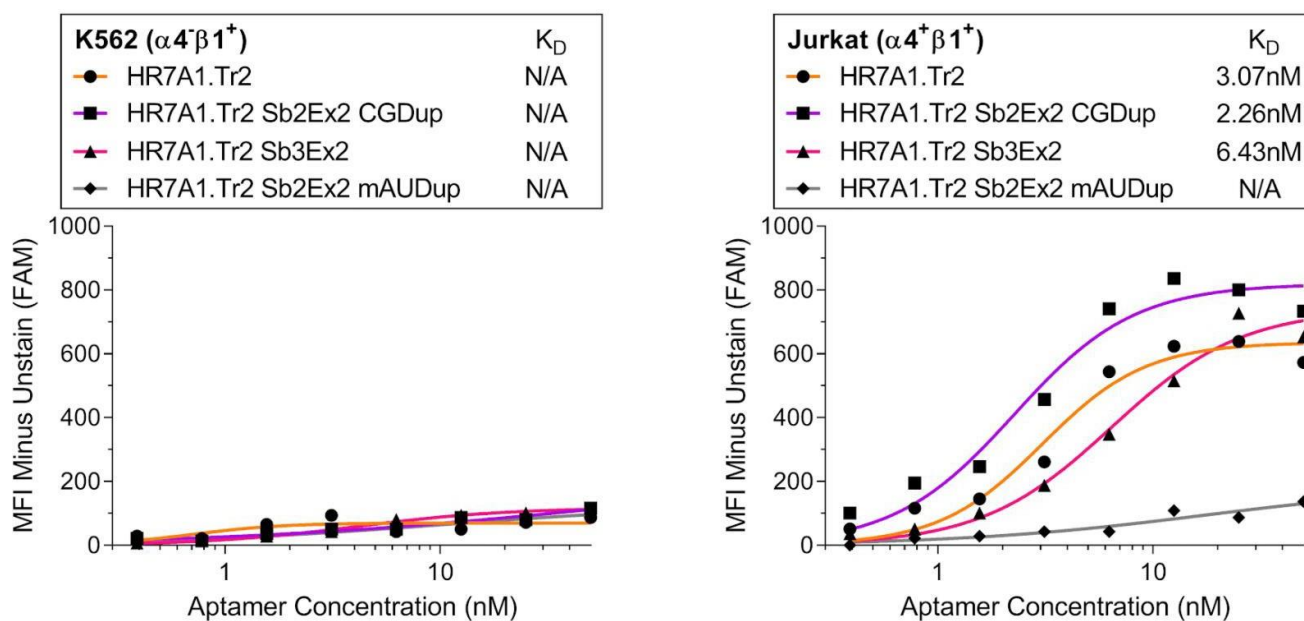 K562 (α4⁻β1⁺) K_D
HR7A1.Tr2 N/A
HR7A1.Tr2 Sb2Ex2 CGDup N/A
HR7A1.Tr2 Sb3Ex2 N/A
HR7A1.Tr2 Sb2Ex2 mAUDup N/A
1000
800
600
400
200
0
MFI Minus Unstain (FAM)
1 10
Aptamer Concentration (nM)
Jurkat (α4⁺β1⁺) K_D
HR7A1.Tr2 3.07nM
HR7A1.Tr2 Sb2Ex2 CGDup 2.26nM
HR7A1.Tr2 Sb3Ex2 6.43nM
HR7A1.Tr2 Sb2Ex2 mAUDup N/A
1000
800
600
400
200
0
MFI Minus Unstain (FAM)
1 10
Aptamer Concentration (nM)